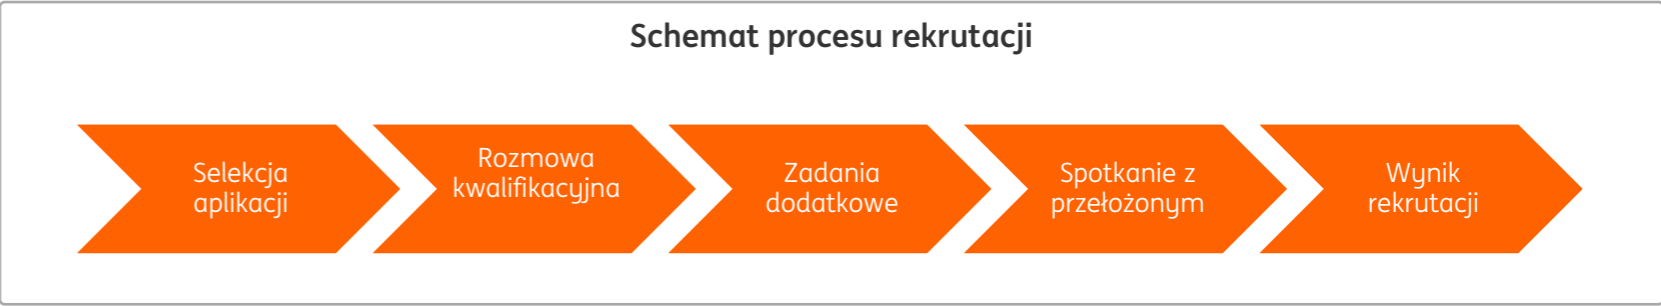 Schemat procesu rekrutacji
Selekcja
aplikacji
Rozmowa
kwalifikacyjna
Zadania
dodatkowe
Spotkanie z
przełożonym
Wynik
rekrutacji